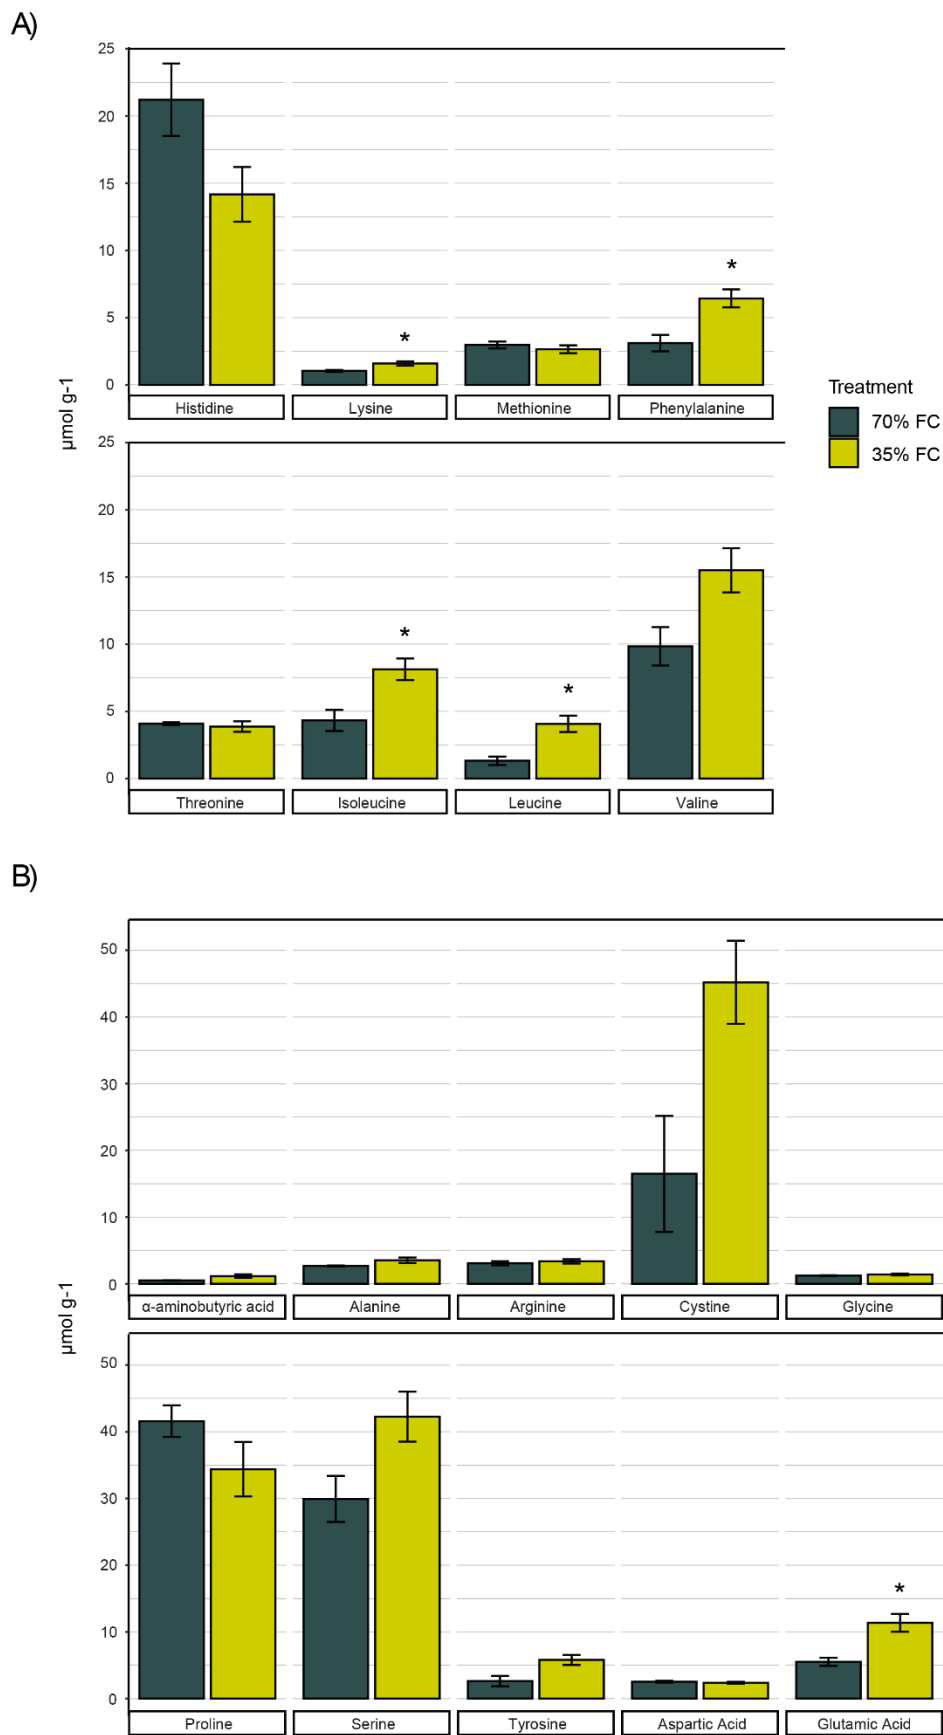 A)
25
20
15
10
5
0
*
*
Histidine
Lysine
Methionine
Phenylalanine
µmol g-1
25
20
15
10
5
0
*
*
Threonine
Isoleucine
Leucine
Valine
Treatment
70% FC
35% FC
B)
50
40
30
20
10
0
α-aminobutyric acid
Alanine
Arginine
Cystine
Glycine
µmol g-1
50
40
30
20
10
0
*
Proline
Serine
Tyrosine
Aspartic Acid
Glutamic Acid